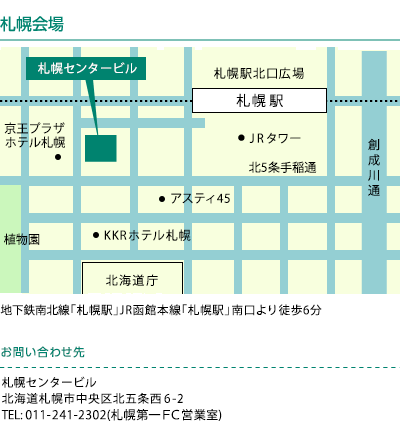 札幌会場
札幌センタービル
札幌駅北口広場
札幌駅
京王プラザ
ホテル札幌
JRタワー
創成川通
北5条手稲通
アスティ45
植物園
KKRホテル札幌
北海道庁
地下鉄南北線｢札幌駅｣JR函館本線｢札幌駅｣南口より徒歩6分
お問い合わせ先
札幌センタービル
北海道札幌市中央区北五条西6-2
TEL: 011-241-2302(札幌第一FC営業室)